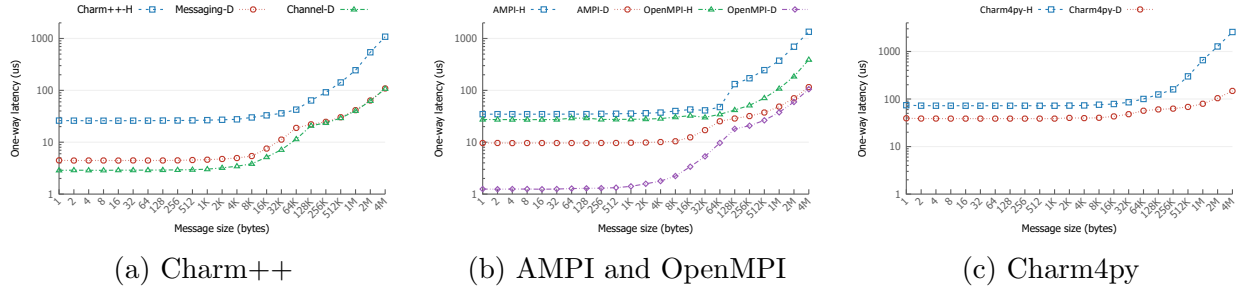 Charm++-H Messaging-D Channel-D
One-way latency (us)
1000
100
10
1
1 2 4 8 16 32 64 128 256 512 1K 2K 4K 8K 16K 32K 64K 128K 256K 512K 1M 2M 4M
Message size (bytes)
(a) Charm++
AMPI-H AMPI-D OpenMPI-H OpenMPI-D
One-way latency (us)
1000
100
10
1
1 2 4 8 16 32 64 128 256 512 1K 2K 4K 8K 16K 32K 64K 128K 256K 512K 1M 2M 4M
Message size (bytes)
(b) AMPI and OpenMPI
Charm4py-H Charm4py-D
One-way latency (us)
1000
100
10
1
1 2 4 8 16 32 64 128 256 512 1K 2K 4K 8K 16K 32K 64K 128K 256K 512K 1M 2M 4M
Message size (bytes)
(c) Charm4py